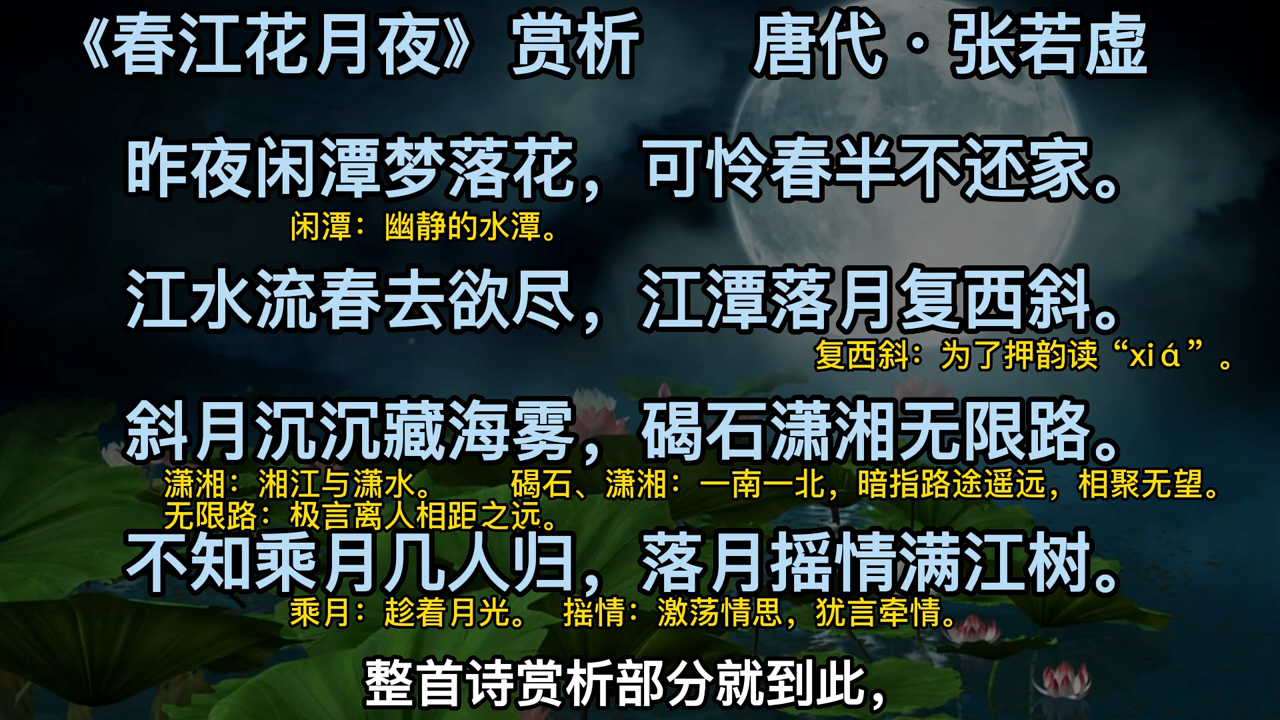 《春江花月夜》赏析 唐代·张若虚
昨夜闲潭梦落花，可怜春半不还家。
闲潭：幽静的水潭。
江水流春去欲尽，江潭落月复西斜。
复西斜：为了押韵读“xiá”。
斜月沉沉藏海雾，碣石潇湘无限路。
潇湘：湘江与潇水。 碣石、潇湘：一南一北，暗指路途遥远，相聚无望。
无限路：极言离人相距之远。
不知乘月几人归，落月摇情满江树。
乘月：趁着月光。 摇情：激荡情思，犹言牵情。
整首诗赏析部分就到此，